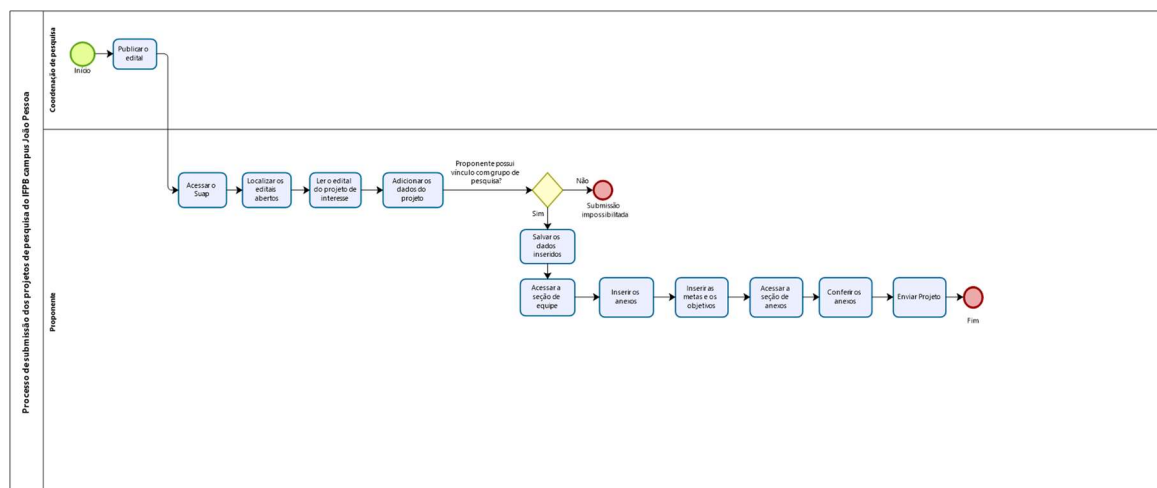 Processo de submissão dos projetos de pesquisa do IFPB campus João Pessoa
Coordenação de pesquisa
Início
Publicar o
edital
Proponente
Acessar o
Suap
Localizar os
editais
abertos
Ler o edital
do projeto de
interesse
Adicionar os
dados do
projeto
Proponente possui
vínculo com grupo de
pesquisa?
Não
Submissão
impossibilitada
Sim
Salvar os
dados
inseridos
Acessar a
seção de
equipe
Inserir os
anexos
Inserir as
metas e os
objetivos
Acessar a
seção de
anexos
Conferir os
anexos
Enviar Projeto
Fim